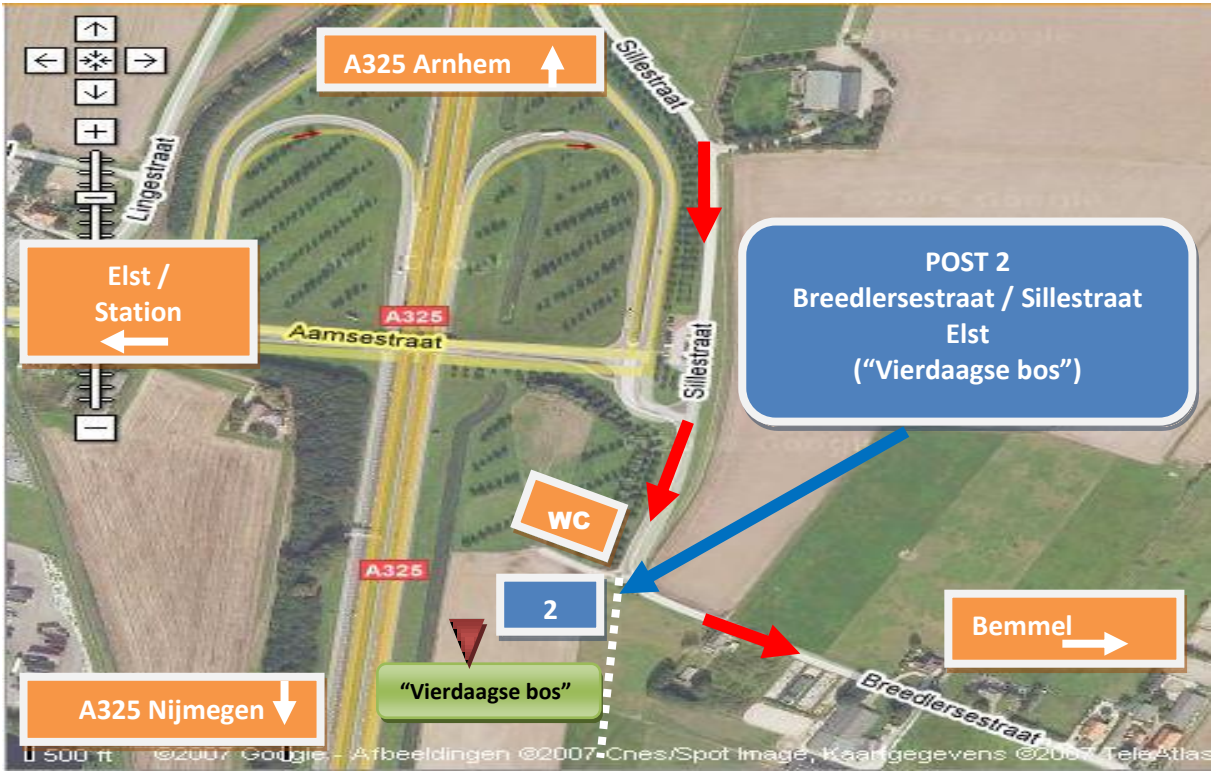 A325 Arnhem
Sillestraat
Lingestraat
Elst /
Station
A325
Aamsestraat
Sillestraat
POST 2
Breedlersestraat / Sillestraat
Elst
(“Vierdaagse bos”)
WC
A325
2
Bemmel
“Vierdaagse bos”
A325 Nijmegen
Breedlersestraat
500 ft ©2007 Google - Afbeeldingen ©2007 Cnes/Spot Image, Kaartgegevens ©2007 TeleAtlas